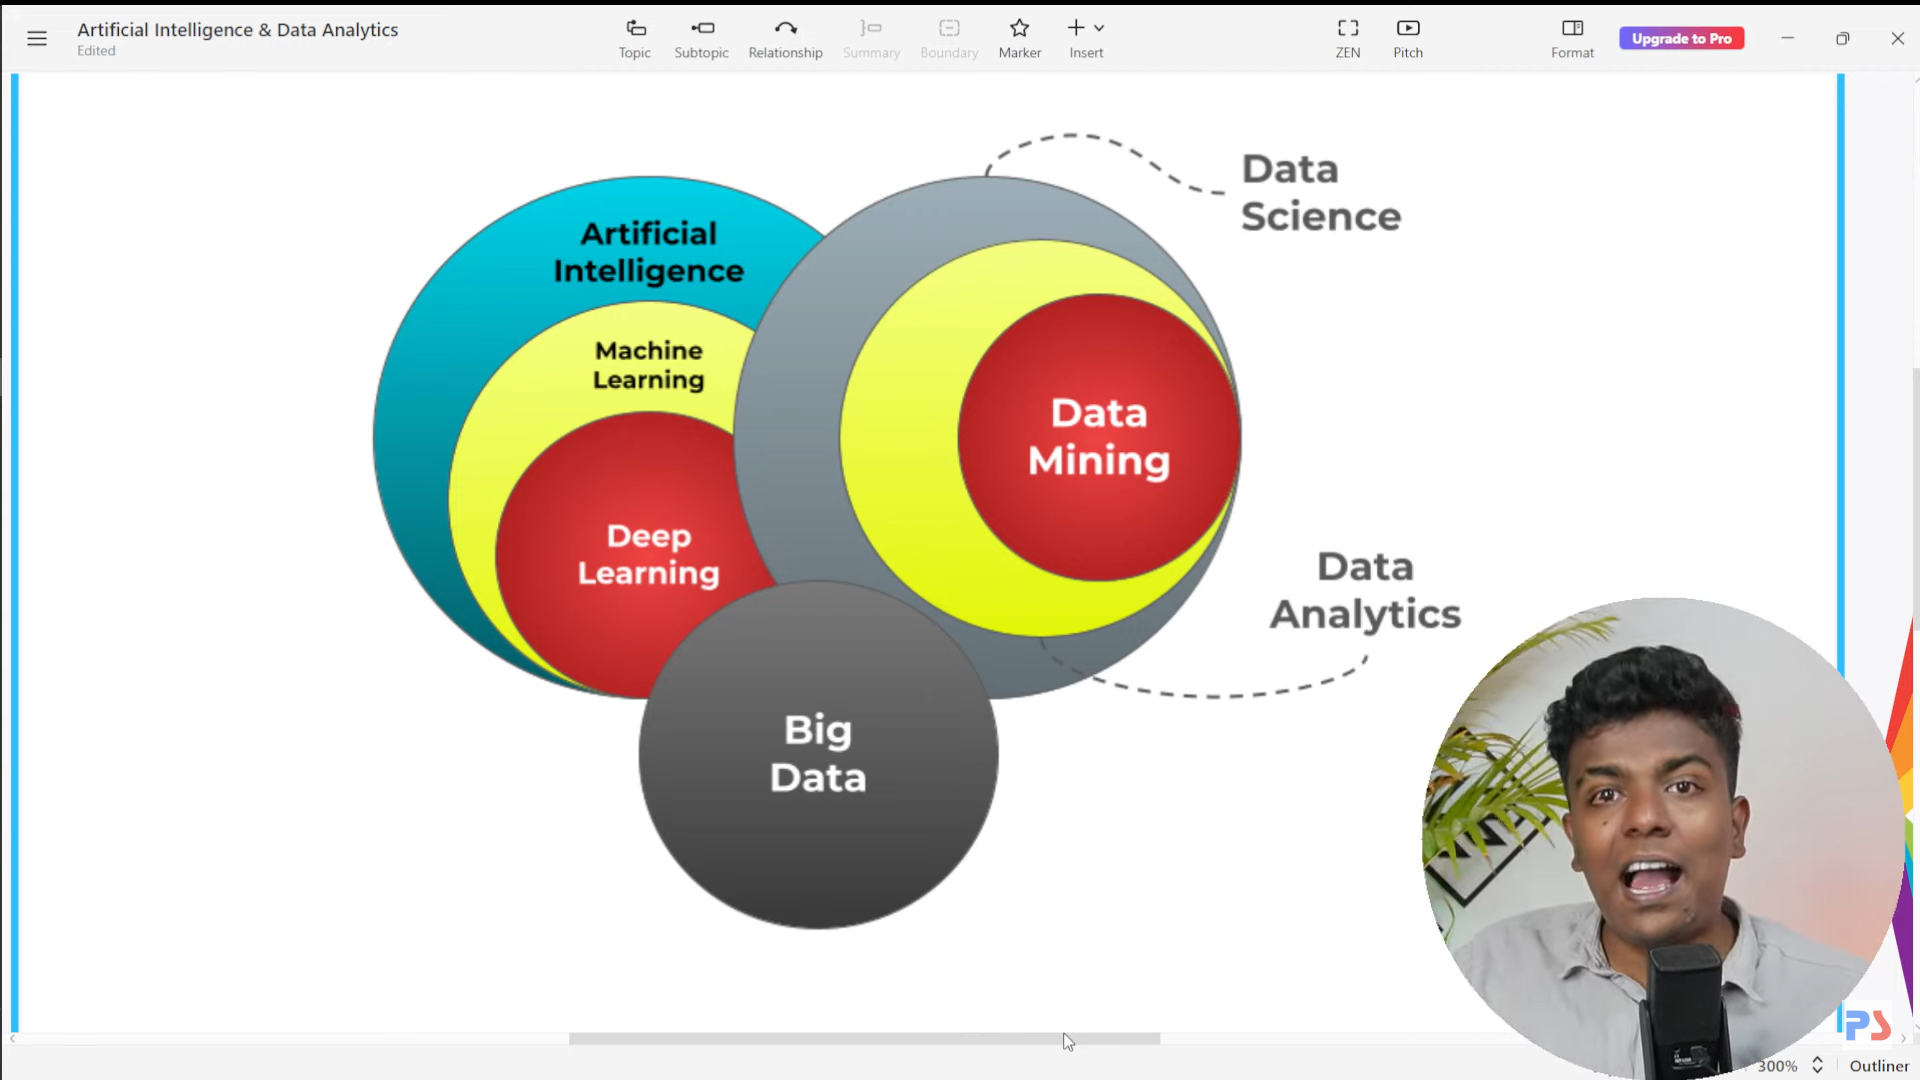 Artificial Intelligence & Data Analytics
Edited
Topic
Subtopic
Relationship
Summary
Boundary
Marker
Insert
ZEN
Pitch
Format
Upgrade to Pro
Artificial
Intelligence
Machine
Learning
Deep
Learning
Data
Science
Data
Mining
Data
Analytics
Big
Data
PS
300%
Outliner